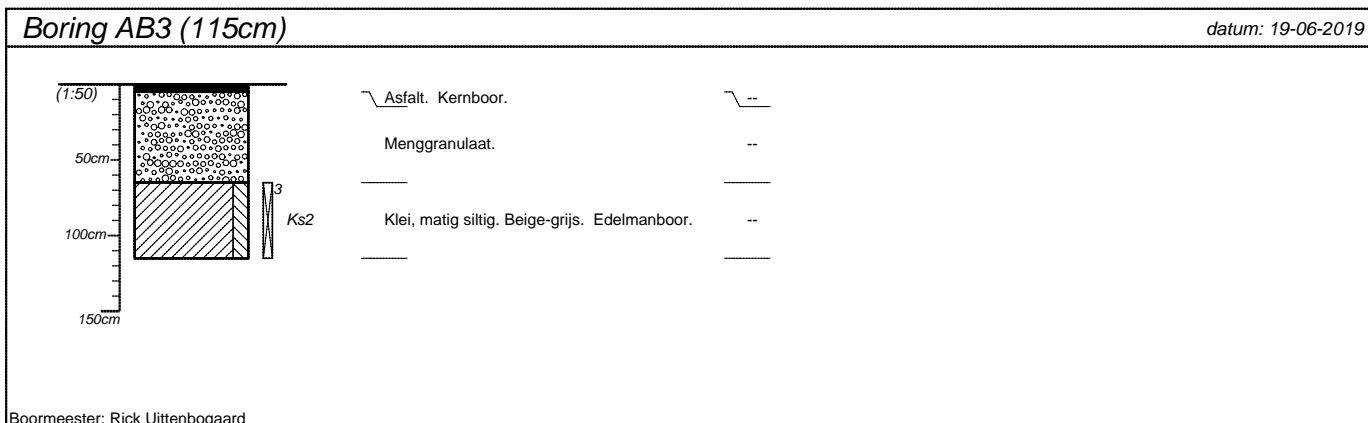 Boring AB3 (115cm) datum: 19-06-2019
(1:50) Asfalt. Kernboor. --
Menggranulaat. --
50cm
3
Ks2 Klei, matig siltig. Beige-grijs. Edelmanboor. --
100cm
150cm
Boormeester: Rick Uittenbogaard